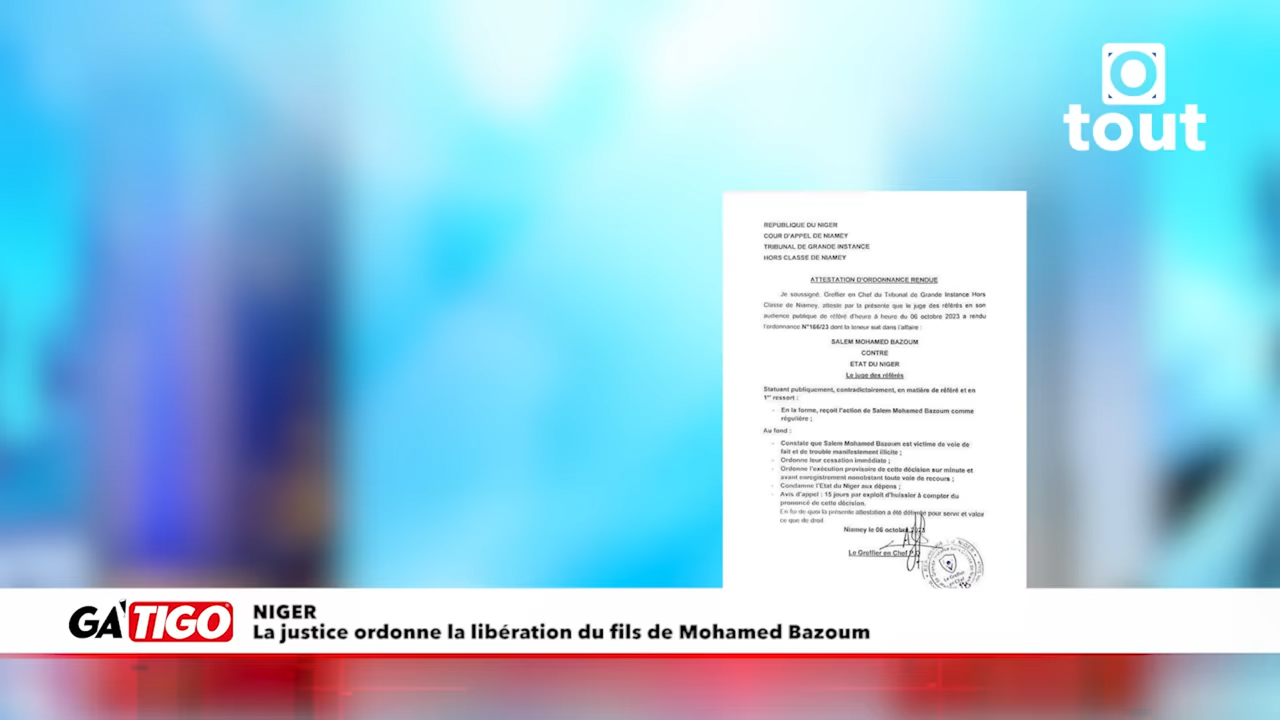 tout
REPUBLIQUE DU NIGER
COUR D'APPEL DE NIAMEY
TRIBUNAL DE GRANDE INSTANCE
HORS CLASSE DE NIAMEY
ATTESTATION D'ORDONNANCE RENDUE
Je soussigné, Greffier en Chef du Tribunal de Grande Instance Hors
Classe de Niamey, atteste par la présente que le juge des référés en son
audience publique de référé d'heure à heure du 06 octobre 2023 a rendu
l'ordonnance N°166/23 dont la teneur suit dans l'affaire :
SALEM MOHAMED BAZOUM
CONTRE
ETAT DU NIGER
Le juge des référés
Statuant publiquement, contradictoirement, en matière de référé et en
1er ressort :
- En la forme, reçoit l'action de Salem Mohamed Bazoum comme
régulière ;
Au fond :
- Constate que Salem Mohamed Bazoum est victime de voie de
fait et de trouble manifestement illicite ;
- Ordonne leur cessation immédiate ;
- Ordonne l'exécution provisoire de cette décision sur minute et
avant enregistrement nonobstant toute voie de recours ;
- Condamne l'Etat du Niger aux dépens ;
- Avis d'appel : 15 jours par exploit d'huissier à compter du
prononcé de cette décision.
En foi de quoi la présente attestation a été délivrée pour servir et valoir
ce que de droit
Niamey le 06 octobre 2023
Le Greffier en Chef
Le Greffier
en Chef
GA'TIGO
NIGER
La justice ordonne la libération du fils de Mohamed Bazoum